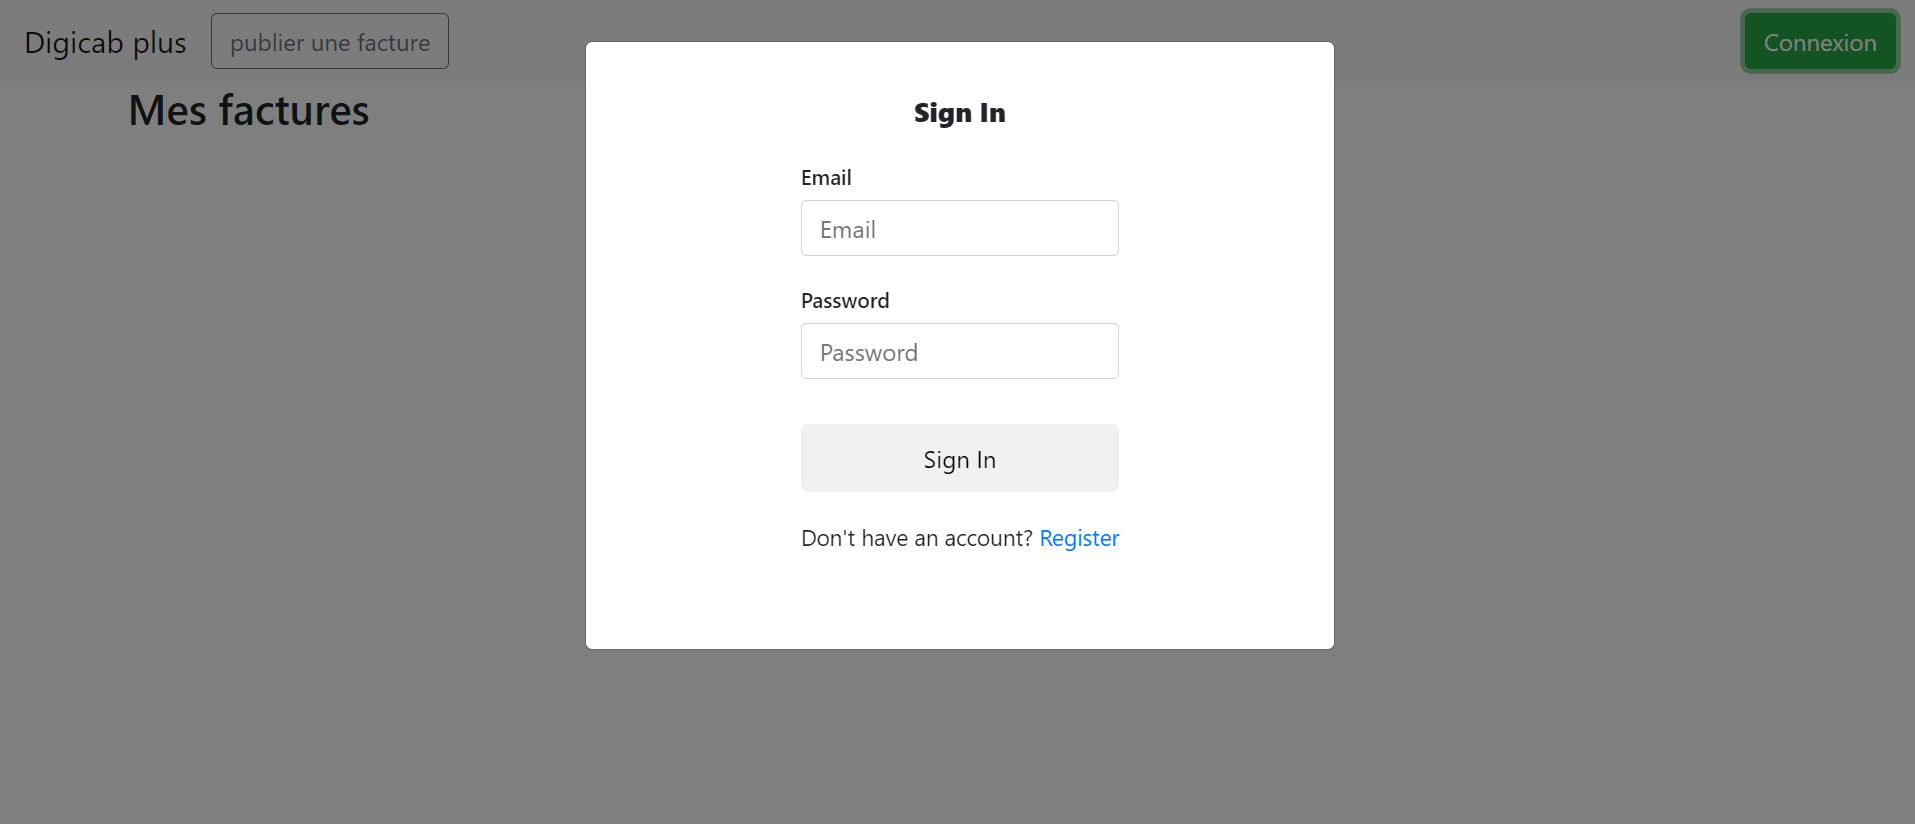 Digicab plus
publier une facture
Connexion
Mes factures
Sign In
Email
Email
Password
Password
Sign In
Don't have an account? Register